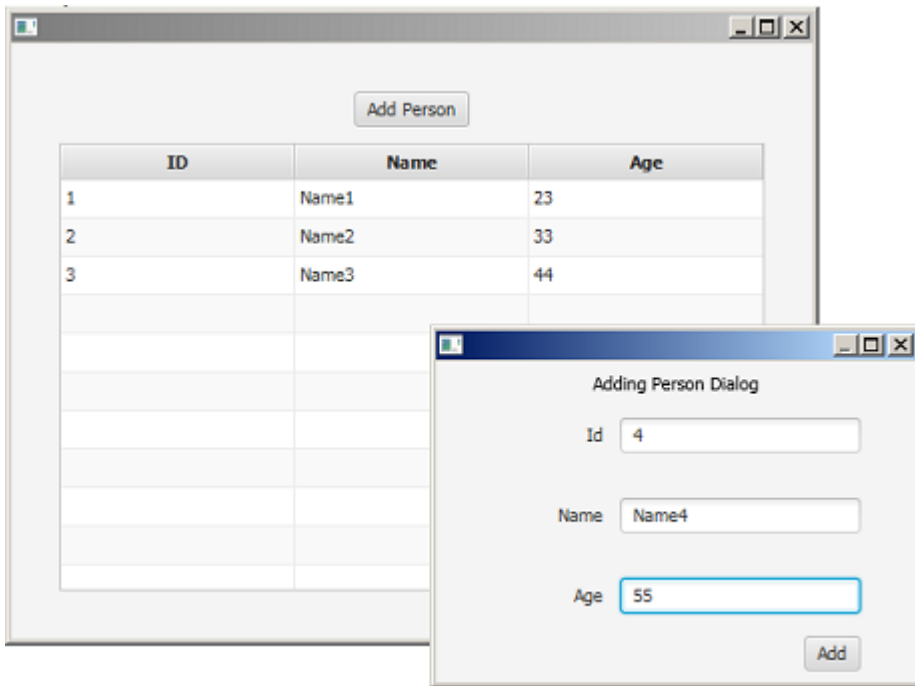 Add Person
ID Name Age
1 Name1 23
2 Name2 33
3 Name3 44
Adding Person Dialog
Id 4
Name Name4
Age 55
Add